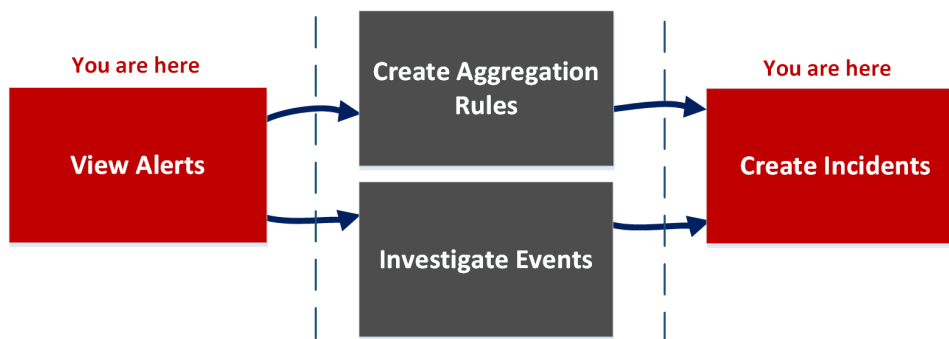 You are here
View Alerts
Create Aggregation
Rules
Investigate Events
You are here
Create Incidents